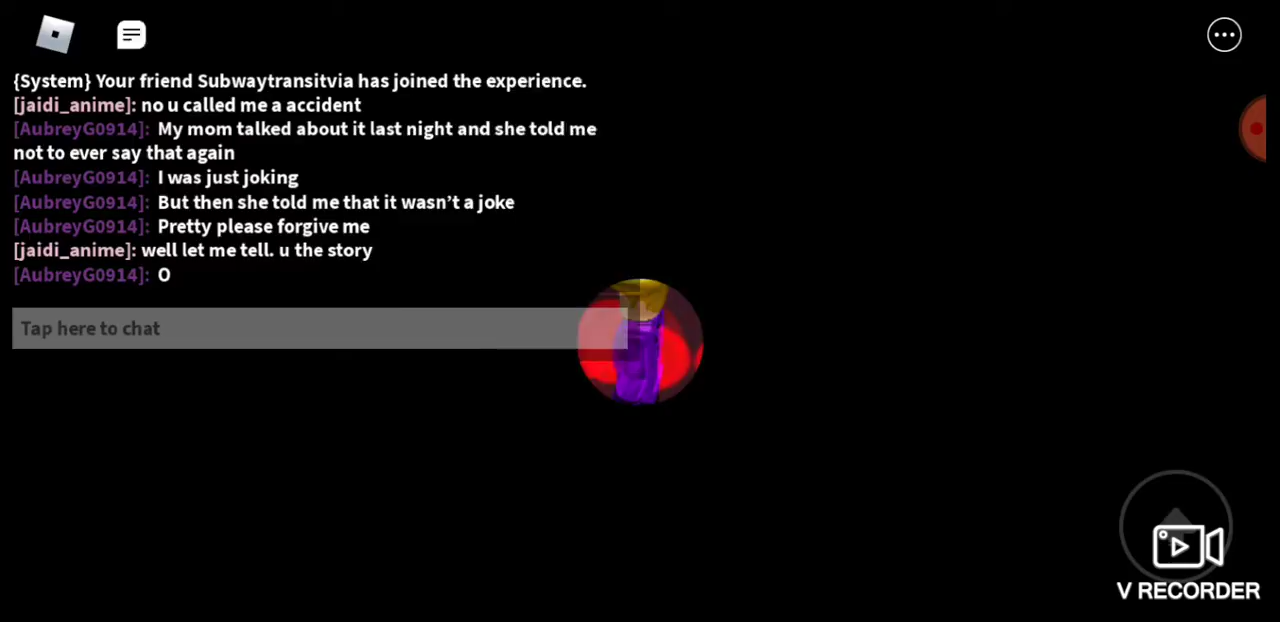 {System} Your friend Subwaytransitvia has joined the experience.
[jaidi_anime]: no u called me a accident
[AubreyG0914]: My mom talked about it last night and she told me
not to ever say that again
[AubreyG0914]: I was just joking
[AubreyG0914]: But then she told me that it wasn’t a joke
[AubreyG0914]: Pretty please forgive me
[jaidi_anime]: well let me tell. u the story
[AubreyG0914]: O
Tap here to chat
V RECORDER